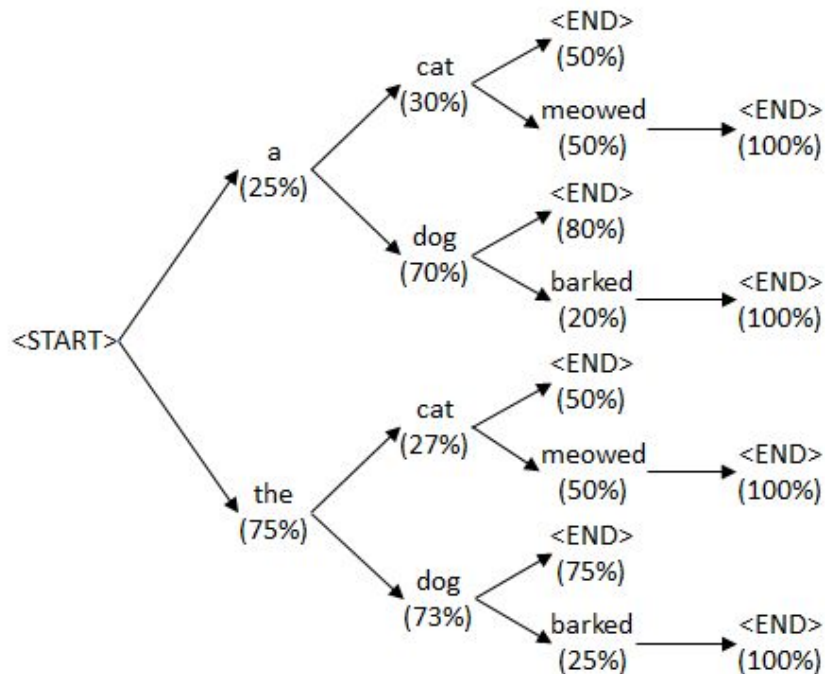 <END>
(50%)
cat
(30%)
meowed
(50%)
<END>
(100%)
a
(25%)
<END>
(80%)
dog
(70%)
barked
(20%)
<END>
(100%)
<START>
<END>
(50%)
cat
(27%)
meowed
(50%)
<END>
(100%)
the
(75%)
<END>
(75%)
dog
(73%)
barked
(25%)
<END>
(100%)